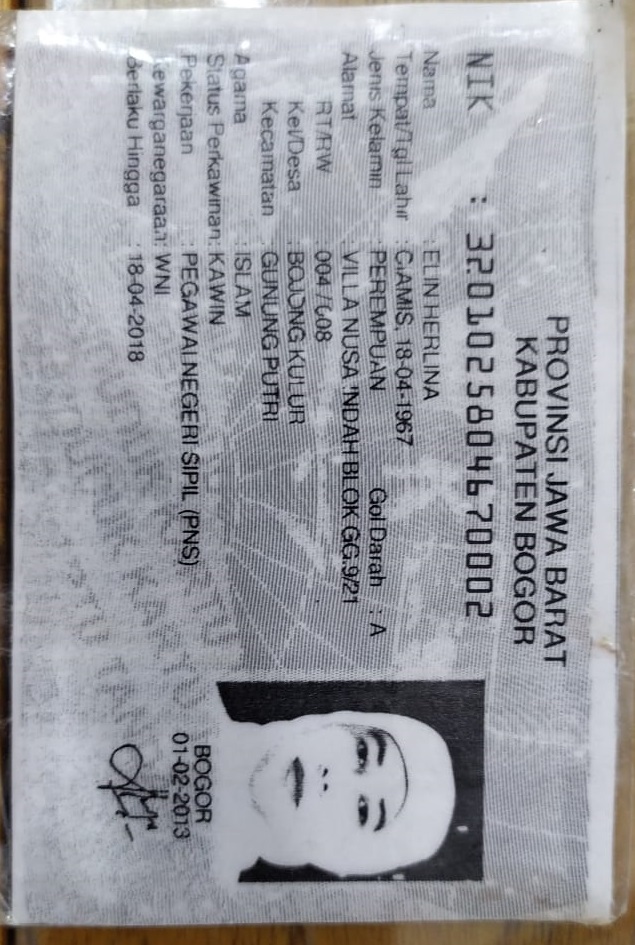 PROVINSI JAWA BARAT
KABUPATEN BOGOR
NIK : 3201025804670002
Nama : ELIN HERLINA
Tempat/Tgl Lahir : CIAMIS, 18-04-1967
Jenis Kelamin : PEREMPUAN Gol Darah : A
Alamat : VILLA NUSA INDAH BLOK GG.9/21
RT/RW : 004 / 008
Kel/Desa : BOJONG KULUR
Kecamatan : GUNUNG PUTRI
Agama : ISLAM
Status Perkawinan : KAWIN
Pekerjaan : PEGAWAI NEGERI SIPIL (PNS)
Kewarganegaraan : WNI
Berlaku Hingga : 18-04-2018
BOGOR
01-02-2013